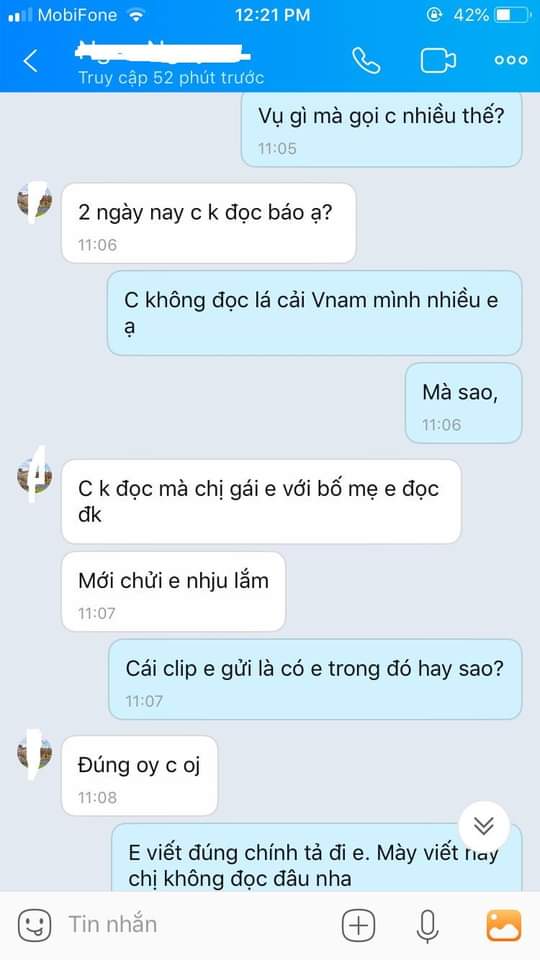 MobiFone 12:21 PM 42%
Truy cập 52 phút trước
Vụ gì mà gọi c nhiều thế?
11:05
2 ngày nay c k đọc báo ạ?
11:06
C không đọc lá cải Vnam mình nhiều e
ạ
Mà sao,
11:06
C k đọc mà chị gái e với bố mẹ e đọc
đk
Mới chửi e nhju lắm
11:07
Cái clip e gửi là có e trong đó hay sao?
11:07
Đúng oy c oj
11:08
E viết đúng chính tả đi e. Mày viết này
chị không đọc đâu nha
Tin nhắn